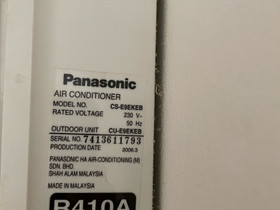 Panasonic
AIR CONDITIONER
MODEL NO. CS-E9EKEB
RATED VOLTAGE 230 V~
50 Hz
OUTDOOR UNIT CU-E9EKEB
SERIAL NO. 7413611793
PRODUCTION DATE 2006.3
PANASONIC HA AIR-CONDITIONING (M)
SDN. BHD.
SHAH ALAM MALAYSIA
MADE IN MALAYSIA
R410A